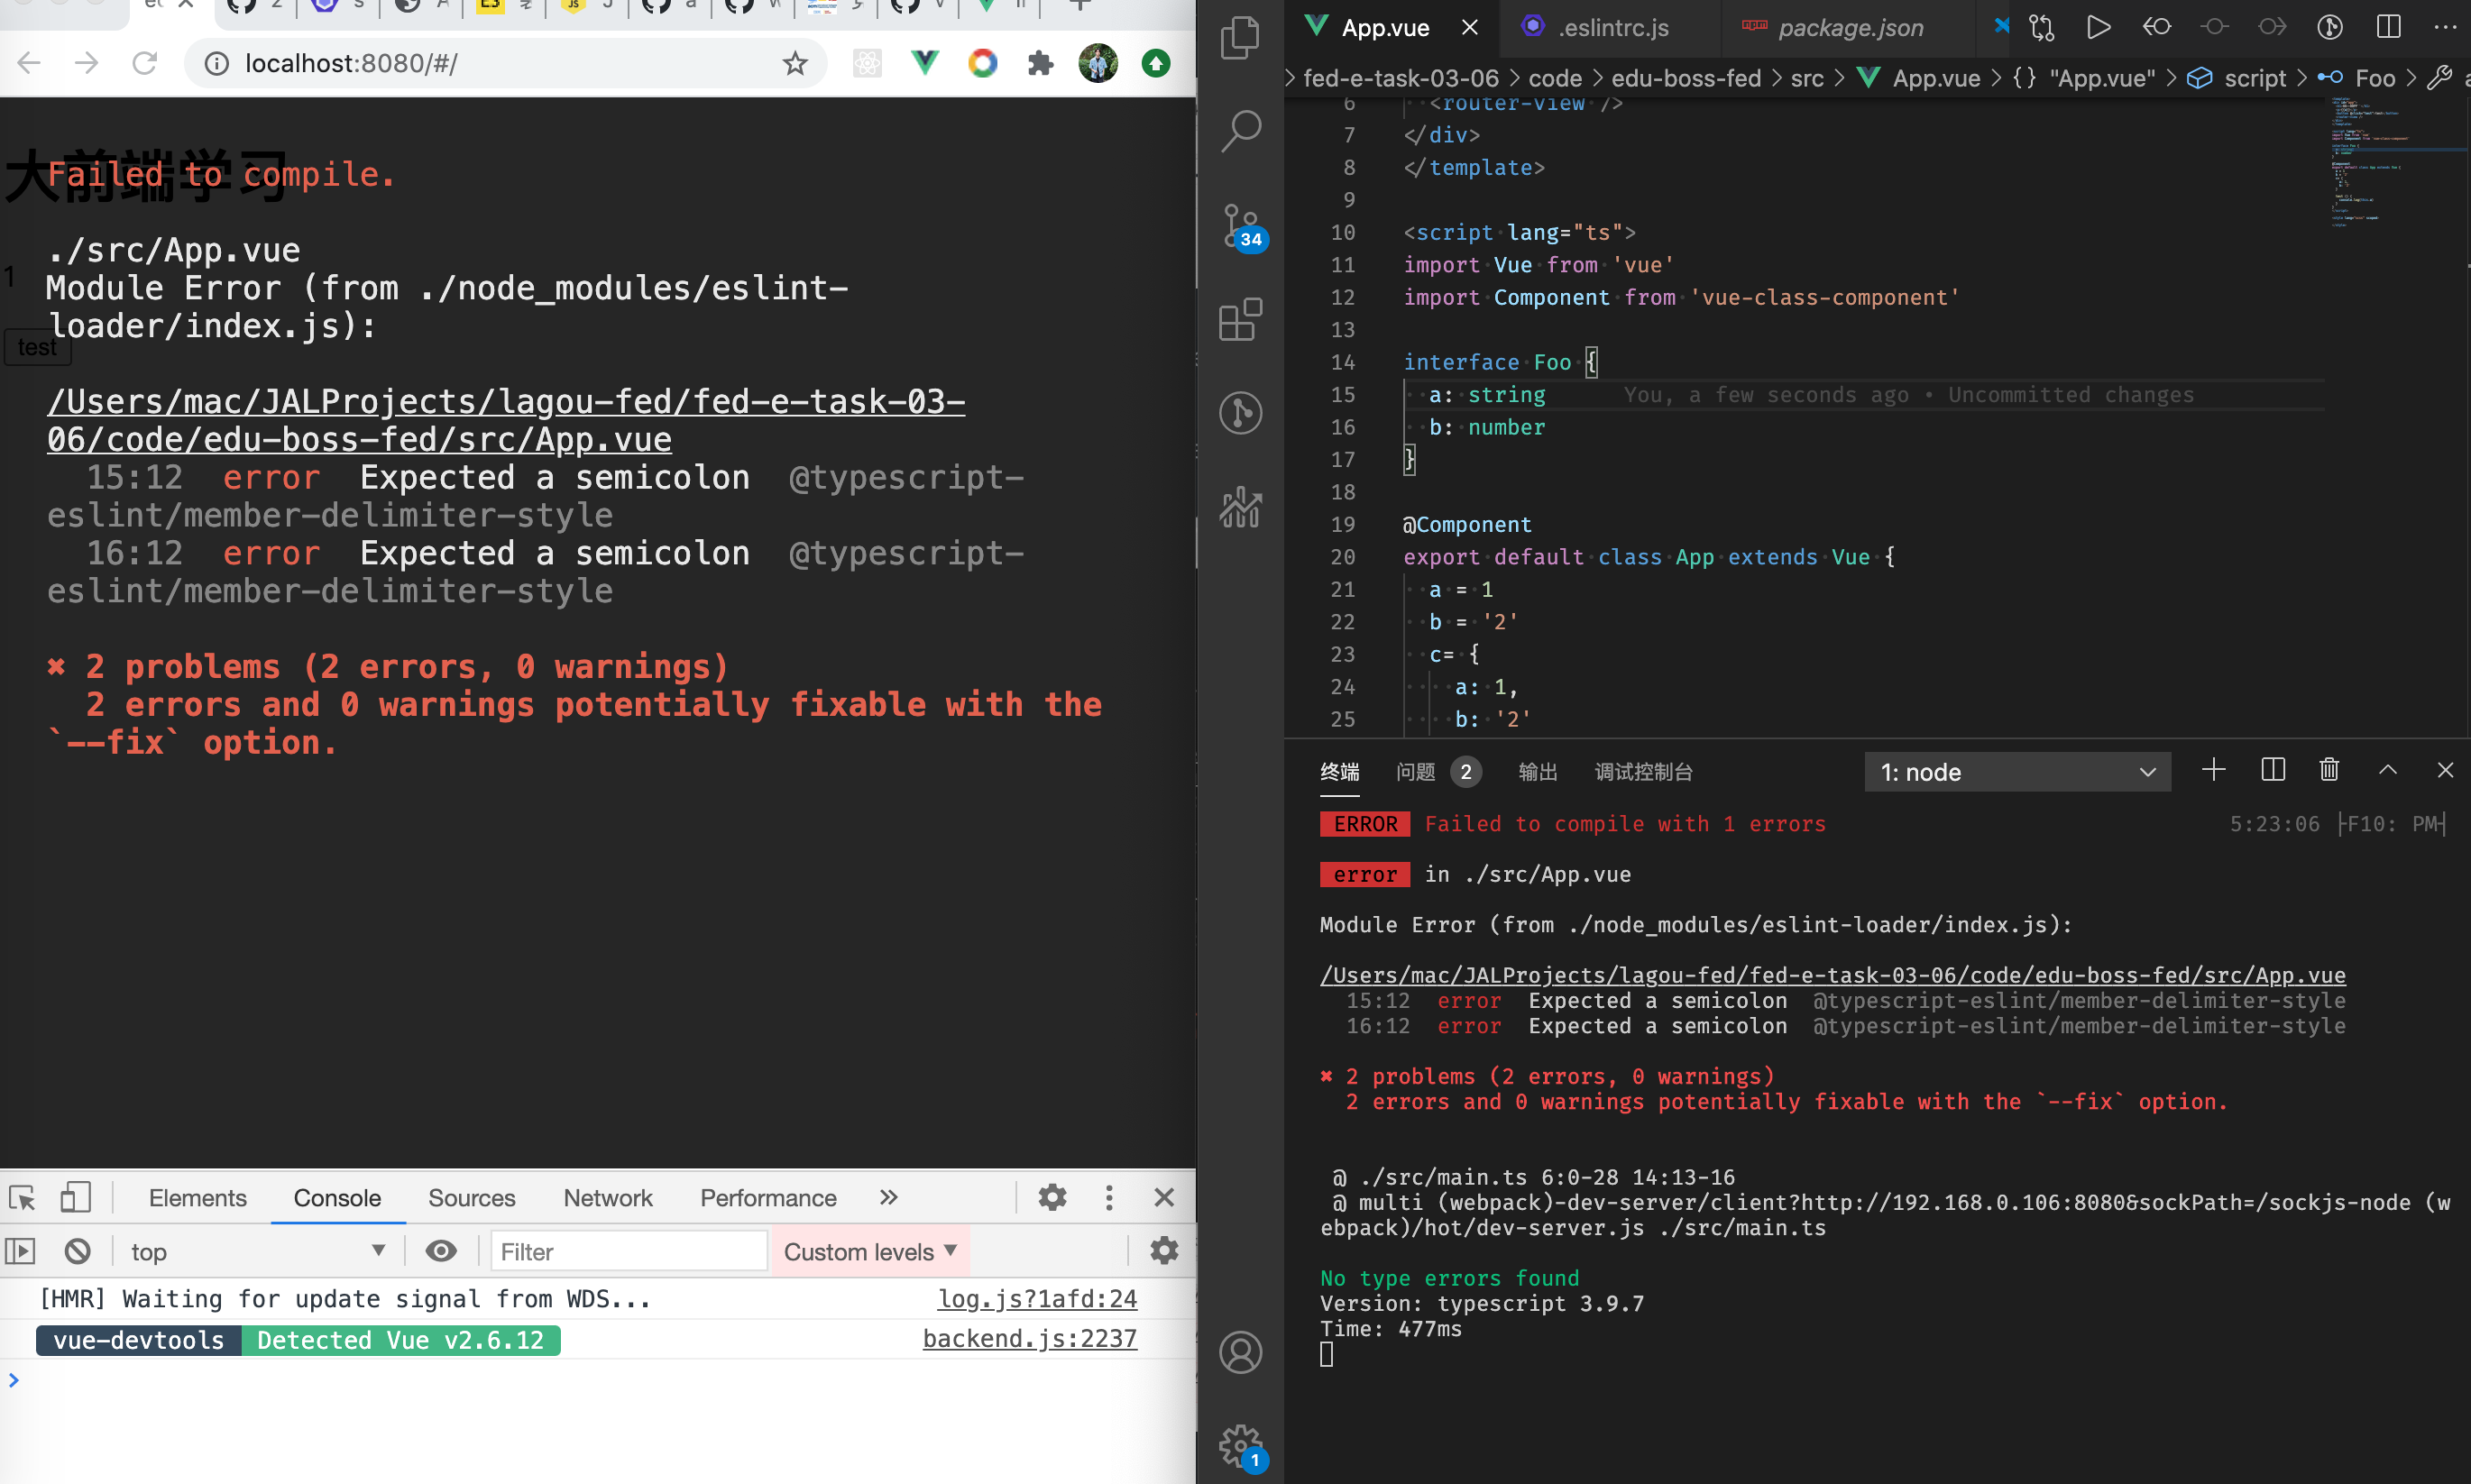 localhost:8080/#/
大前端学习
Failed to compile.
./src/App.vue
1
Module Error (from ./node_modules/eslint-
loader/index.js):
test
/Users/mac/JALProjects/lagou-fed/fed-e-task-03-
06/code/edu-boss-fed/src/App.vue
15:12 error Expected a semicolon @typescript-
eslint/member-delimiter-style
16:12 error Expected a semicolon @typescript-
eslint/member-delimiter-style
✖ 2 problems (2 errors, 0 warnings)
2 errors and 0 warnings potentially fixable with the
`--fix` option.
Elements Console Sources Network Performance »
top Filter Custom levels
[HMR] Waiting for update signal from WDS... log.js?1afd:24
vue-devtools Detected Vue v2.6.12 backend.js:2237
34
1
App.vue .eslintrc.js package.json
fed-e-task-03-06 > code > edu-boss-fed > src > App.vue > {} "App.vue" > script > Foo >
6 <router-view />
7 </div>
8 </template>
9
10 <script lang="ts">
11 import Vue from 'vue'
12 import Component from 'vue-class-component'
13
14 interface Foo {
15 a: string You, a few seconds ago • Uncommitted changes
16 b: number
17 }
18
19 @Component
20 export default class App extends Vue {
21 a = 1
22 b = '2'
23 c= {
24 a: 1,
25 b: '2'
终端 问题 2 输出 调试控制台 1: node
ERROR Failed to compile with 1 errors 5:23:06 ├F10: PM┤
error in ./src/App.vue
Module Error (from ./node_modules/eslint-loader/index.js):
/Users/mac/JALProjects/lagou-fed/fed-e-task-03-06/code/edu-boss-fed/src/App.vue
15:12 error Expected a semicolon @typescript-eslint/member-delimiter-style
16:12 error Expected a semicolon @typescript-eslint/member-delimiter-style
✖ 2 problems (2 errors, 0 warnings)
2 errors and 0 warnings potentially fixable with the `--fix` option.
@ ./src/main.ts 6:0-28 14:13-16
@ multi (webpack)-dev-server/client?http://192.168.0.106:8080&sockPath=/sockjs-node (w
ebpack)/hot/dev-server.js ./src/main.ts
No type errors found
Version: typescript 3.9.7
Time: 477ms